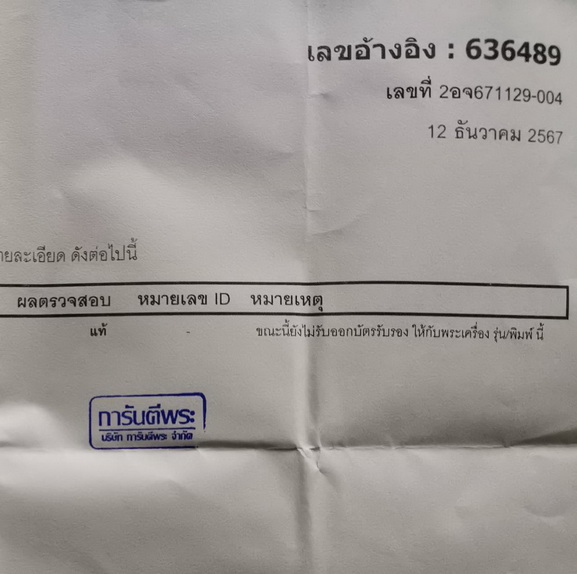 เลขอ้างอิง : 636489
เลขที่ 2อจ671129-004
12 ธันวาคม 2567
ายละเอียด ดังต่อไปนี้
ผลตรวจสอบ หมายเลข ID หมายเหตุ
แท้ - ขณะนี้ยังไม่รับออกบัตรรับรอง ให้กับพระเครื่อง รุ่น/พิมพ์ นี้
การันตีพระ
บริษัท การันตีพระ จำกัด